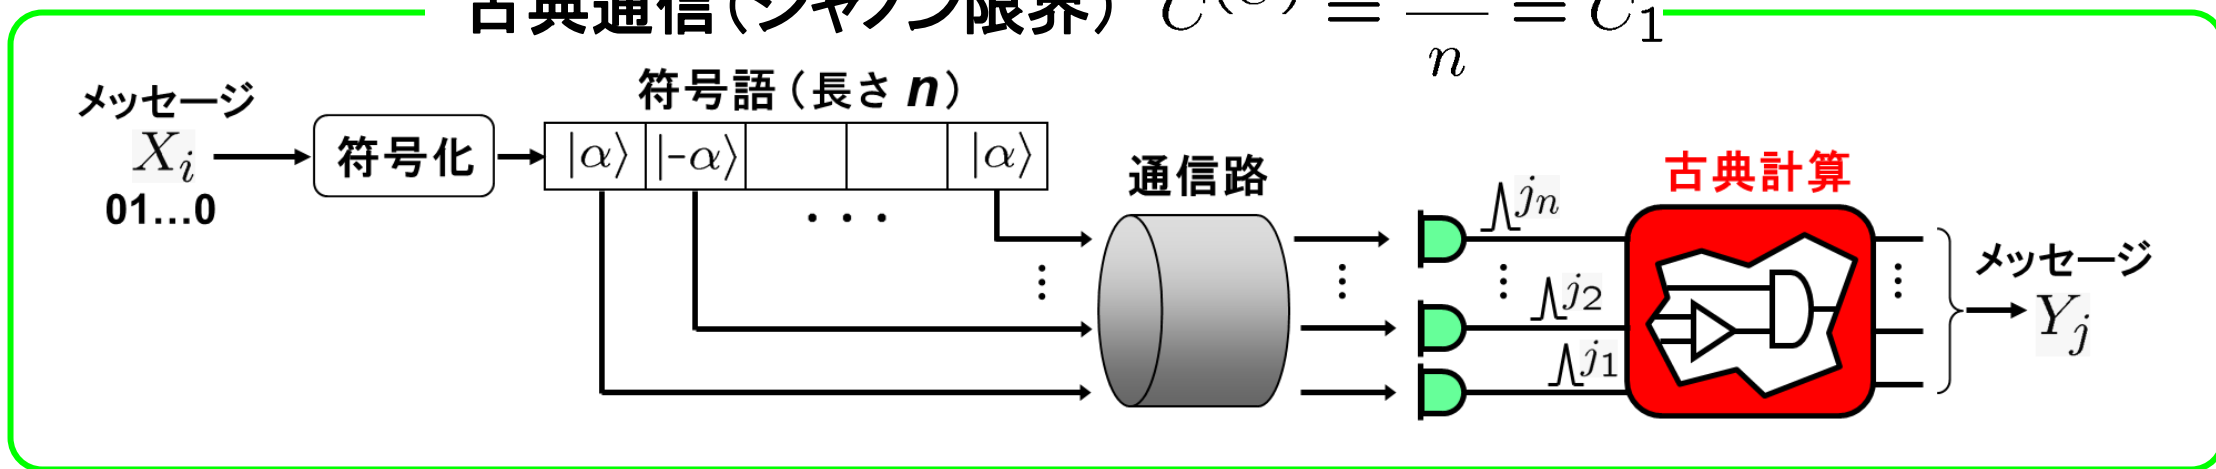 古典通信(シャノン限界) C^(C) = — / n = C_1
メッセージ
X_i
01...0
符号化
符号語(長さ n)
|α⟩ |-α⟩ |α⟩
· · ·
通信路
j_n
j_2
j_1
古典計算
メッセージ
Y_j